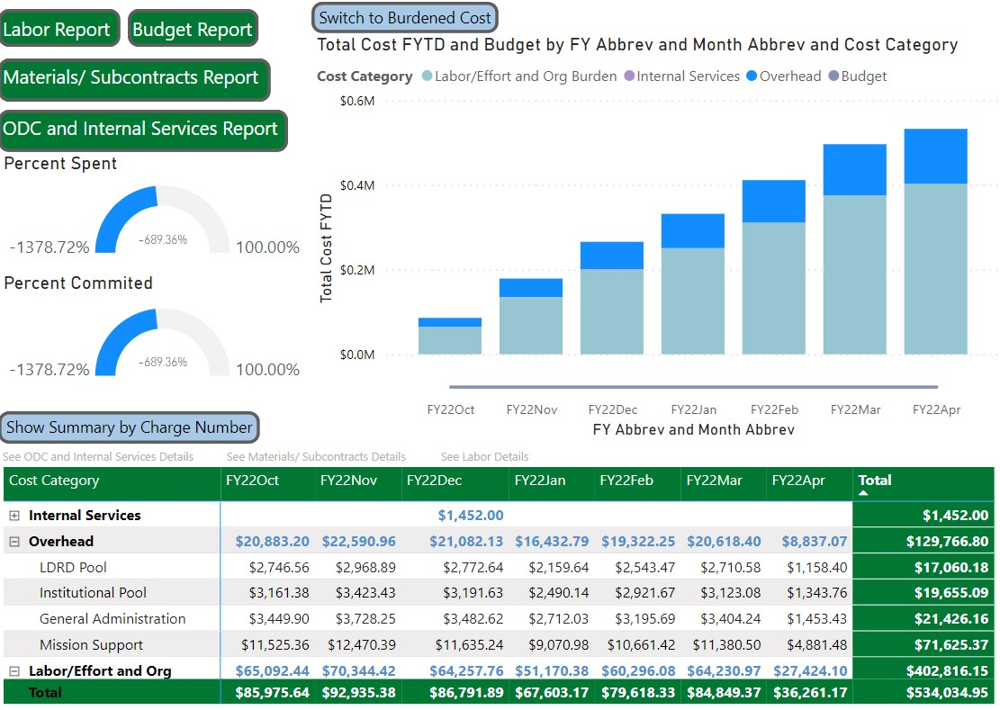 Labor Report
Budget Report
Materials/ Subcontracts Report
ODC and Internal Services Report
Switch to Burdened Cost
Total Cost FYTD and Budget by FY Abbrev and Month Abbrev and Cost Category
Cost Category Labor/Effort and Org Burden Internal Services Overhead Budget
Percent Spent
-1378.72% -689.36% 100.00%
Percent Commited
-1378.72% -689.36% 100.00%
Total Cost FYTD
$0.6M
$0.4M
$0.2M
$0.0M
FY22Oct FY22Nov FY22Dec FY22Jan FY22Feb FY22Mar FY22Apr
FY Abbrev and Month Abbrev
Show Summary by Charge Number
See ODC and Internal Services Details See Materials/ Subcontracts Details See Labor Details
Cost Category FY22Oct FY22Nov FY22Dec FY22Jan FY22Feb FY22Mar FY22Apr Total
Internal Services $1,452.00 $1,452.00
Overhead $20,883.20 $22,590.96 $21,082.13 $16,432.79 $19,322.25 $20,618.40 $8,837.07 $129,766.80
LDRD Pool $2,746.56 $2,968.89 $2,772.64 $2,159.64 $2,543.47 $2,710.58 $1,158.40 $17,060.18
Institutional Pool $3,161.38 $3,423.43 $3,191.63 $2,490.14 $2,921.67 $3,123.08 $1,343.76 $19,655.09
General Administration $3,449.90 $3,728.25 $3,482.62 $2,712.03 $3,195.69 $3,404.24 $1,453.43 $21,426.16
Mission Support $11,525.36 $12,470.39 $11,635.24 $9,070.98 $10,661.42 $11,380.50 $4,881.48 $71,625.37
Labor/Effort and Org $65,092.44 $70,344.42 $64,257.76 $51,170.38 $60,296.08 $64,230.97 $27,424.10 $402,816.15
Total $85,975.64 $92,935.38 $86,791.89 $67,603.17 $79,618.33 $84,849.37 $36,261.17 $534,034.95